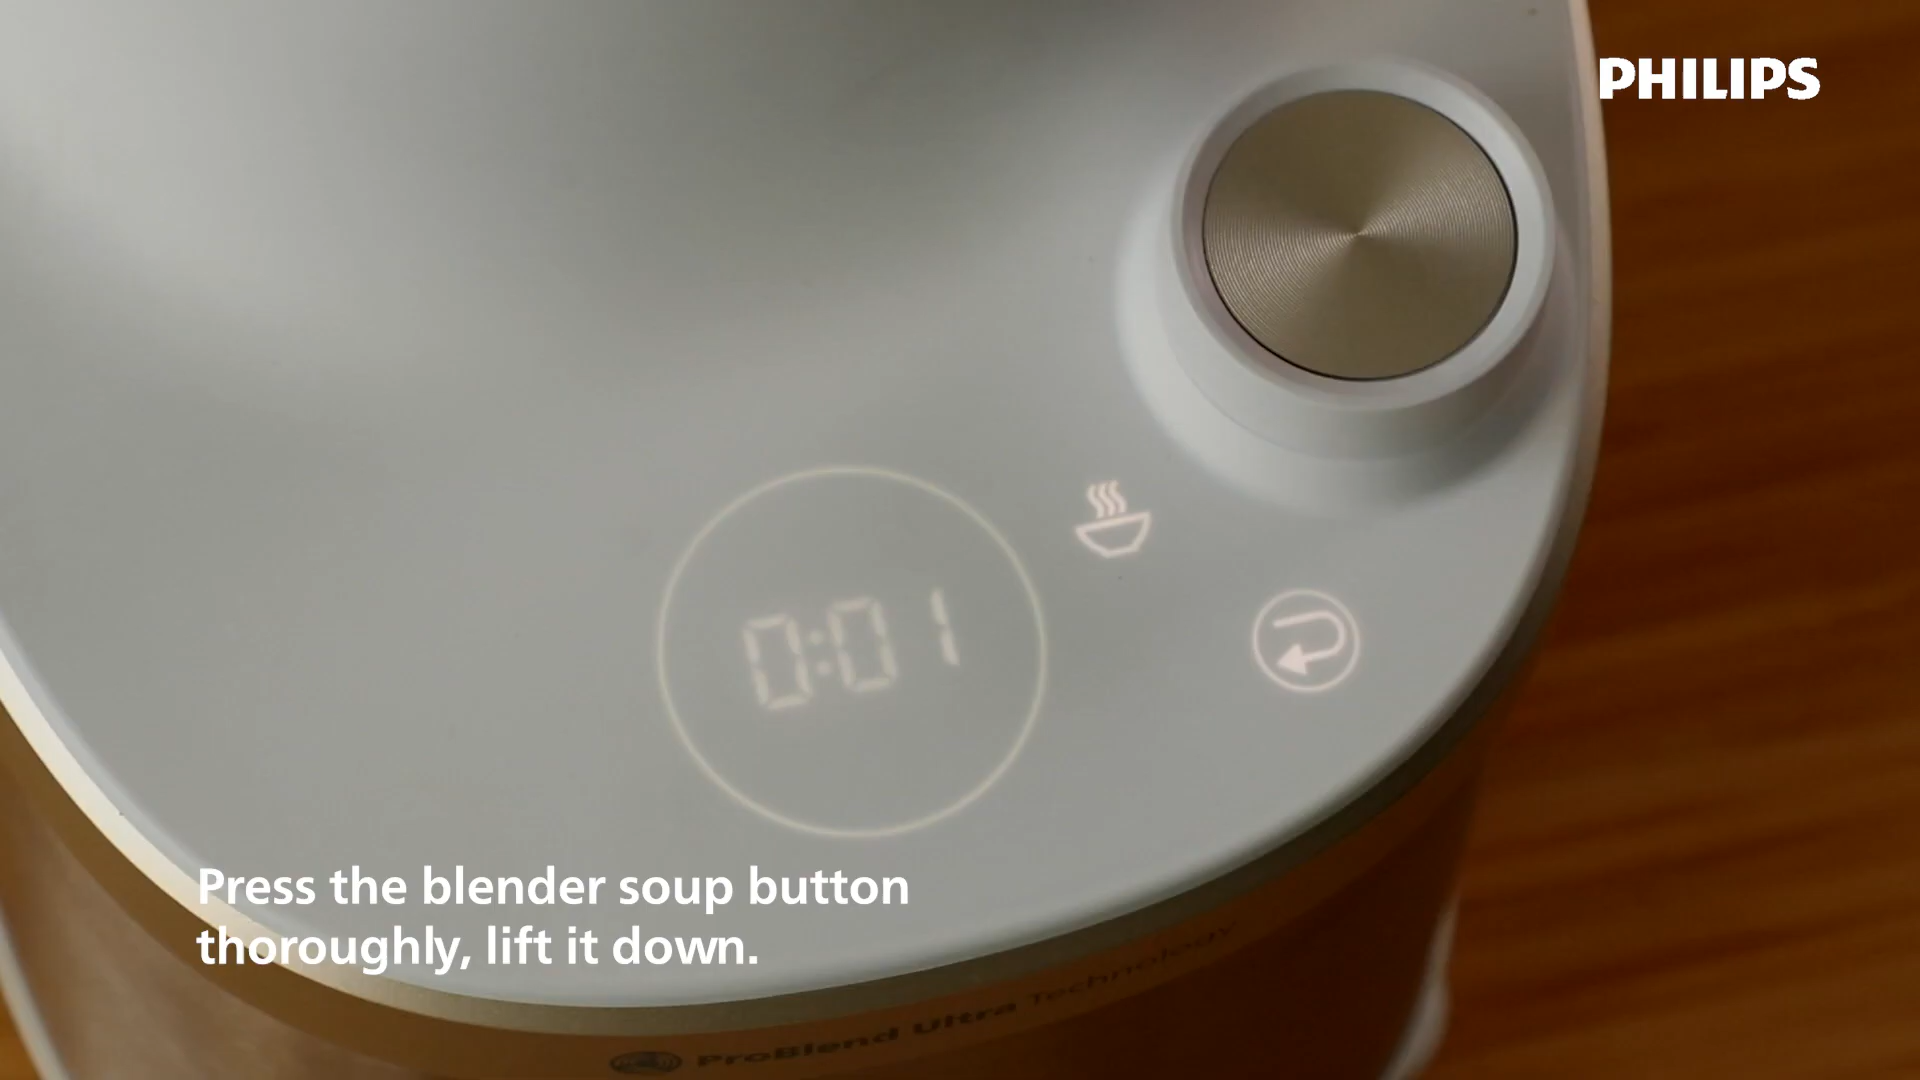 PHILIPS
0:01
Press the blender soup button
thoroughly, lift it down.
ProBlend Ultra Technology